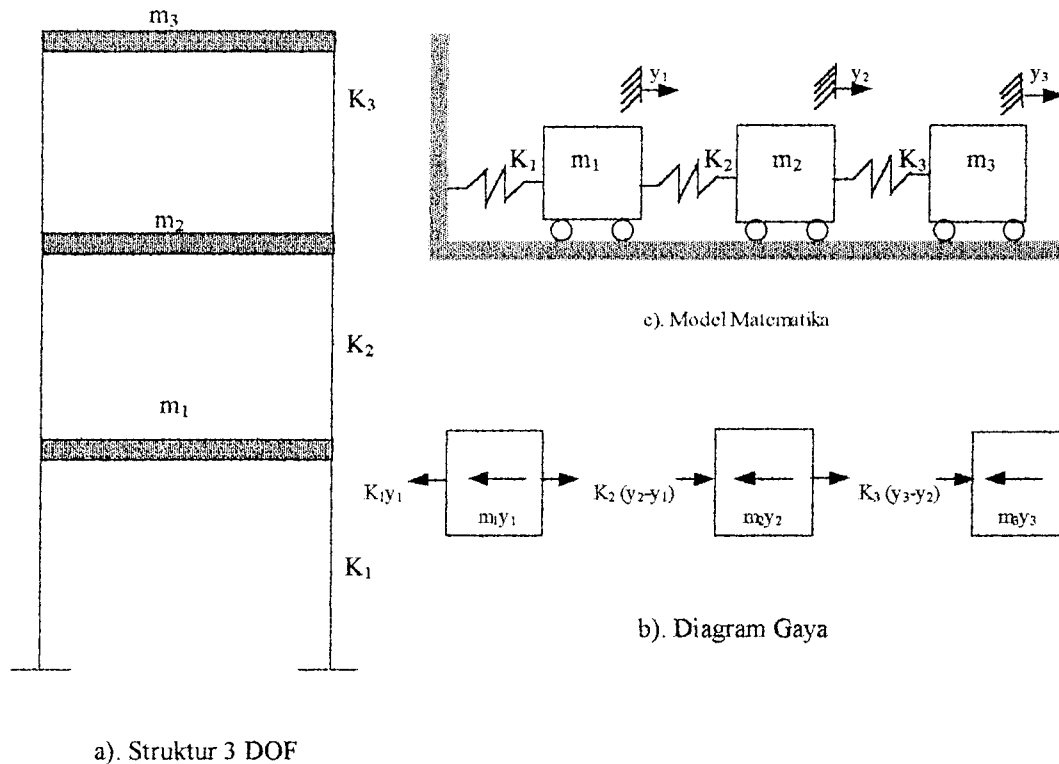 m₃
K₃
m₂
K₂
m₁
K₁
a). Struktur 3 DOF
y₁
y₂
y₃
K₁
m₁
K₂
m₂
K₃
m₃
c). Model Matematika
K₁y₁
m₁y₁
K₂ (y₂-y₁)
m₂y₂
K₃ (y₃-y₂)
m₃y₃
b). Diagram Gaya